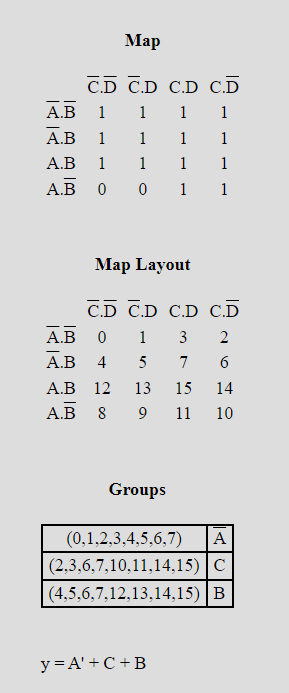 Map
C̅.D̅ C̅.D C.D C.D̅
A̅.B̅ 1 1 1 1
A̅.B 1 1 1 1
A.B 1 1 1 1
A.B̅ 0 0 1 1
Map Layout
C̅.D̅ C̅.D C.D C.D̅
A̅.B̅ 0 1 3 2
A̅.B 4 5 7 6
A.B 12 13 15 14
A.B̅ 8 9 11 10
Groups
(0,1,2,3,4,5,6,7) A̅
(2,3,6,7,10,11,14,15) C
(4,5,6,7,12,13,14,15) B
y = A' + C + B